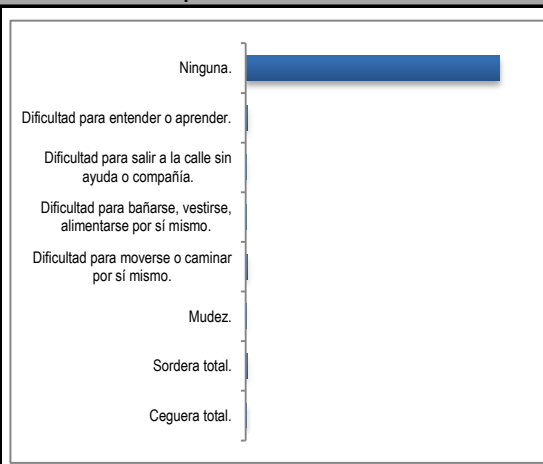 Ninguna.
Dificultad para entender o aprender.
Dificultad para salir a la calle sin
ayuda o compañía.
Dificultad para bañarse, vestirse,
alimentarse por sí mismo.
Dificultad para moverse o caminar
por sí mismo.
Mudez.
Sordera total.
Ceguera total.